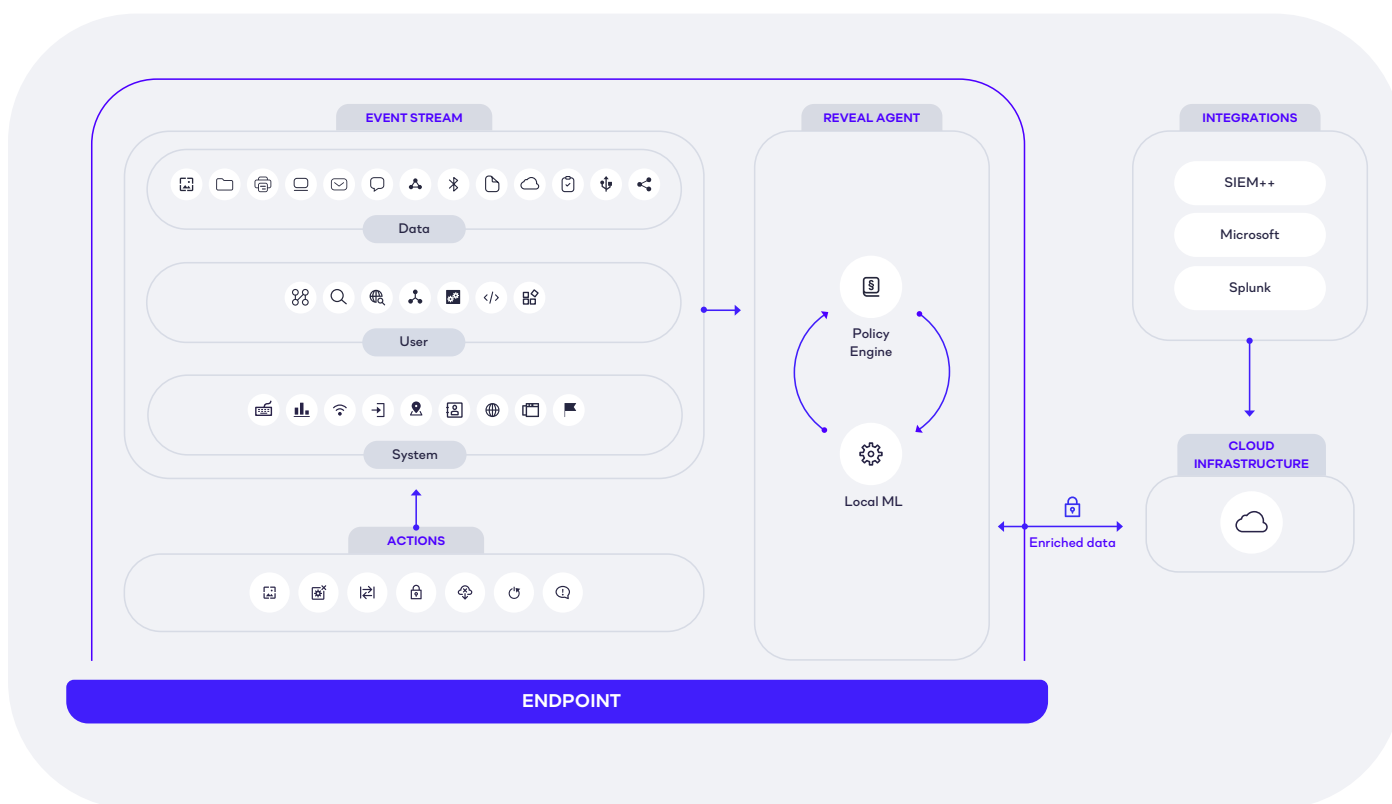 EVENT STREAM
Data
User
System
ACTIONS
REVEAL AGENT
§
Policy
Engine
Local ML
Enriched data
INTEGRATIONS
SIEM++
Microsoft
Splunk
CLOUD
INFRASTRUCTURE
ENDPOINT